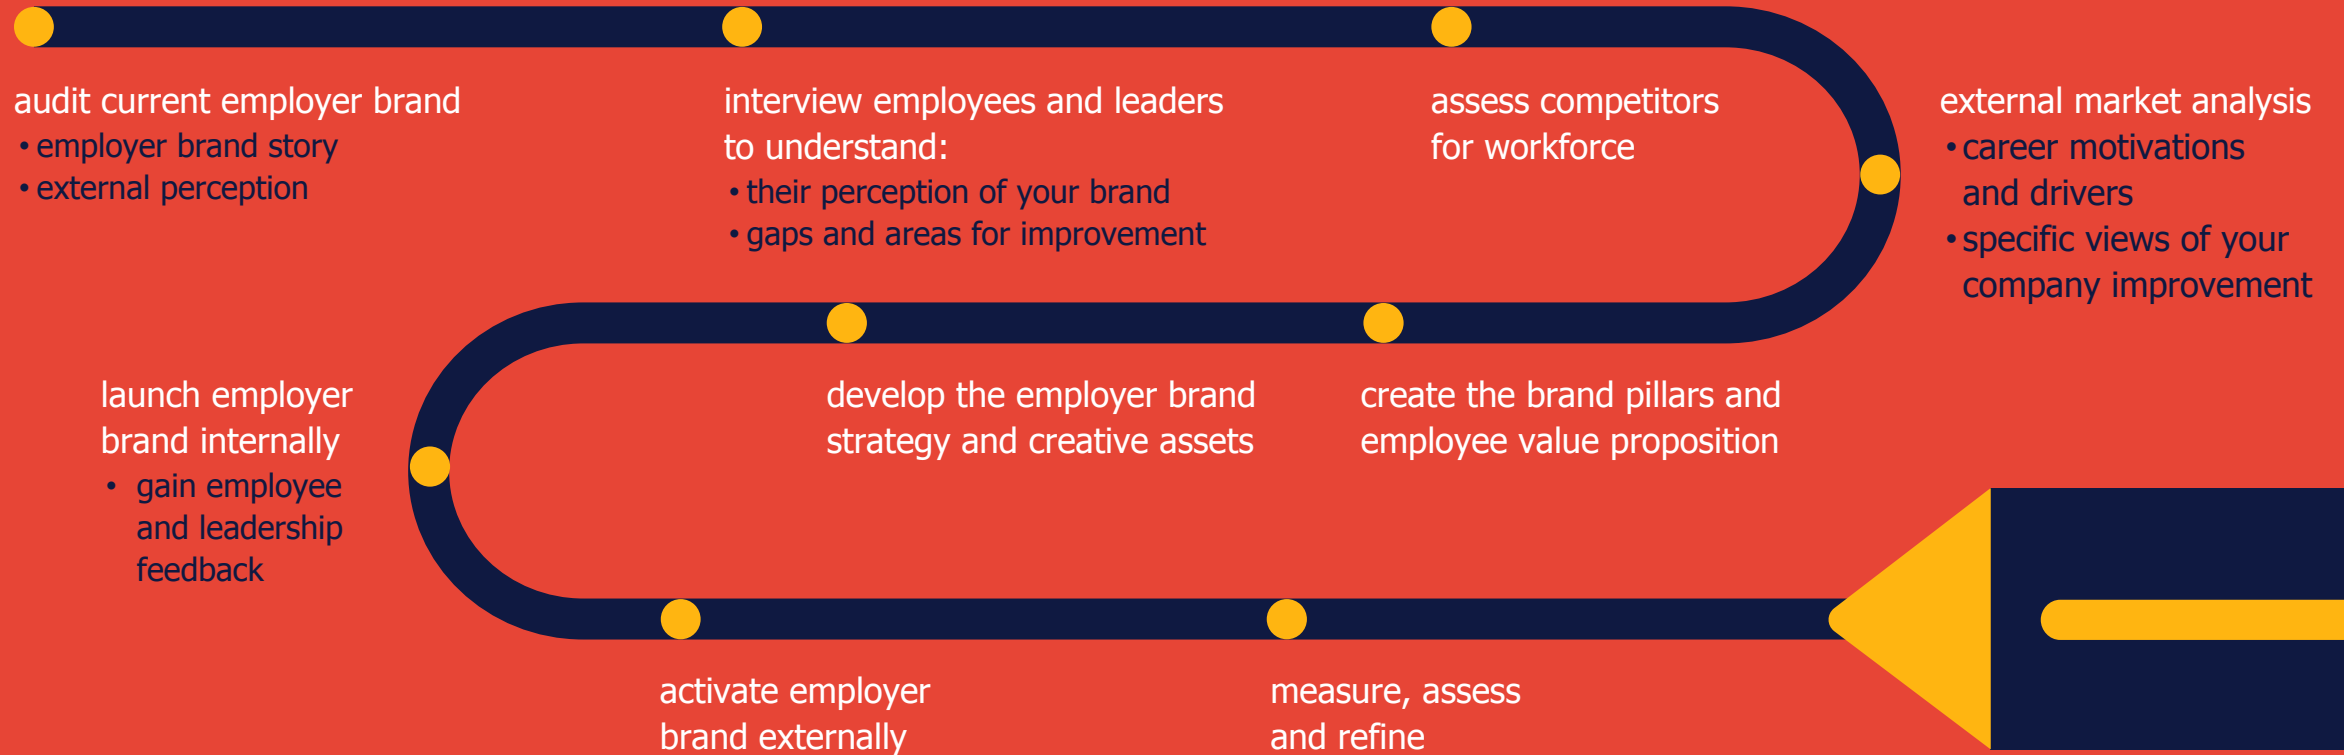 audit current employer brand
• employer brand story
• external perception
interview employees and leaders
to understand:
• their perception of your brand
• gaps and areas for improvement
assess competitors
for workforce
external market analysis
• career motivations
and drivers
• specific views of your
company improvement
create the brand pillars and
employee value proposition
develop the employer brand
strategy and creative assets
launch employer
brand internally
• gain employee
and leadership
feedback
activate employer
brand externally
measure, assess
and refine